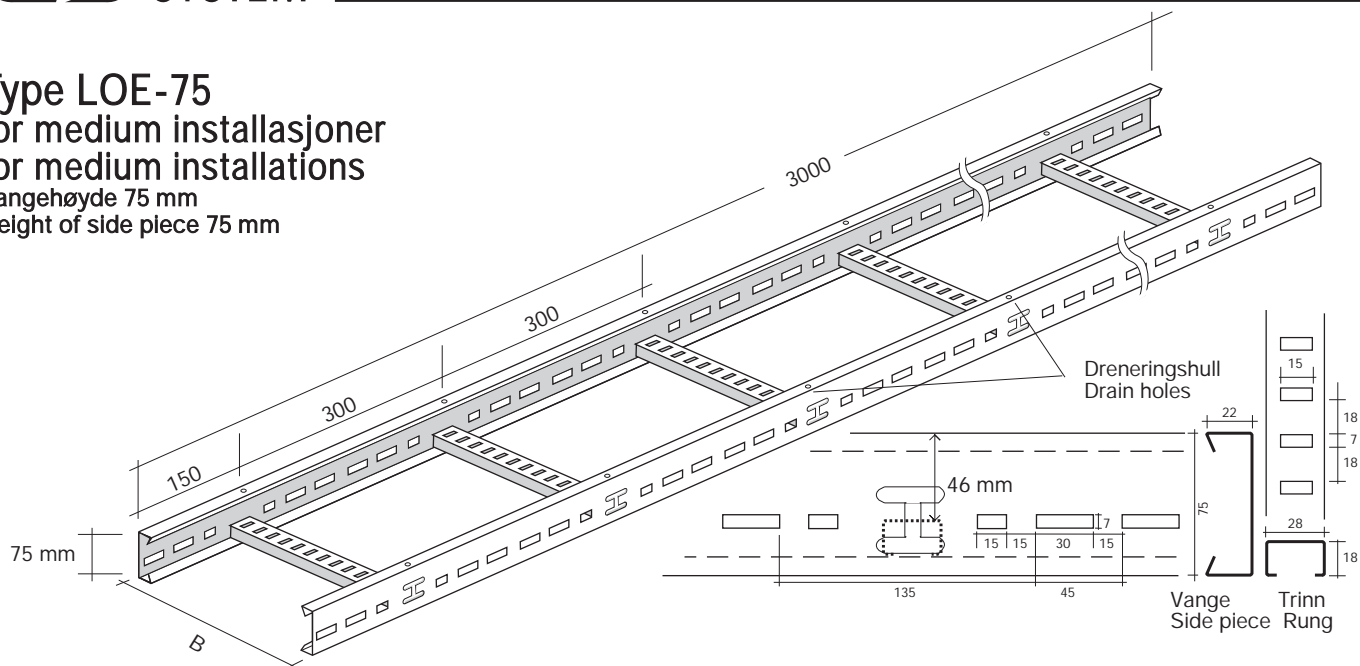 ype LOE-75
or medium installasjoner
or medium installations
angehøyde 75 mm
eight of side piece 75 mm
3000
300
300
150
75 mm
B
Dreneringshull
Drain holes
46 mm
15
15
30
15
7
135
45
22
75
15
18
7
18
28
18
Vange
Side piece
Trinn
Rung